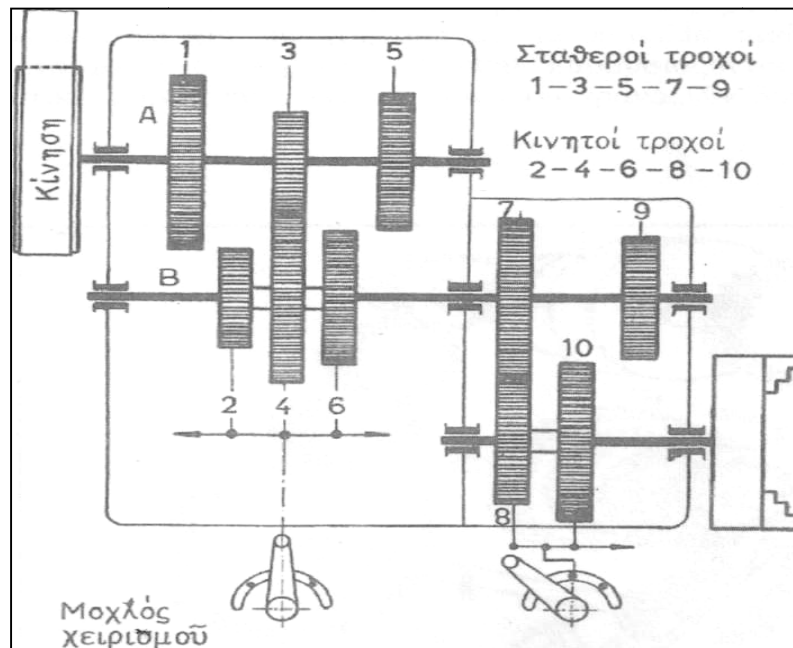 1 3 5
Σταθεροί τροχοί
1-3-5-7-9
A
Κινητοί τροχοί
2-4-6-8-10
Κίνηση
7 9
B
10
2 4 6
8
Μοχλός
χειρισμοῦ